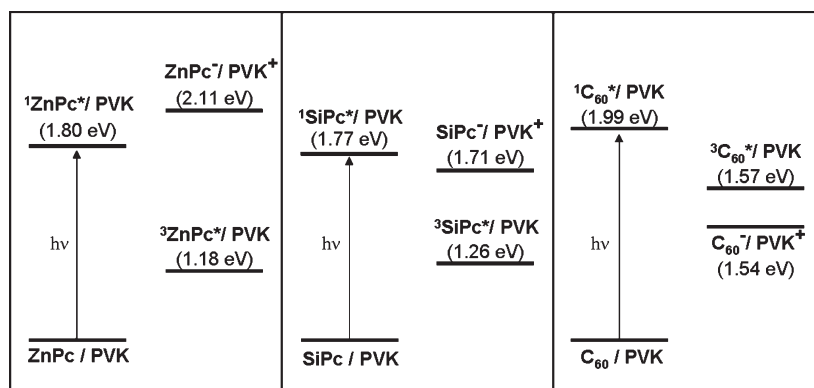 ZnPc⁻/ PVK⁺
(2.11 eV)
¹ZnPc*/ PVK
(1.80 eV)
³ZnPc*/ PVK
(1.18 eV)
hν
ZnPc / PVK
¹SiPc*/ PVK
(1.77 eV)
SiPc⁻/ PVK⁺
(1.71 eV)
³SiPc*/ PVK
(1.26 eV)
hν
SiPc / PVK
¹C₆₀*/ PVK
(1.99 eV)
³C₆₀*/ PVK
(1.57 eV)
C₆₀⁻/ PVK⁺
(1.54 eV)
hν
C₆₀ / PVK